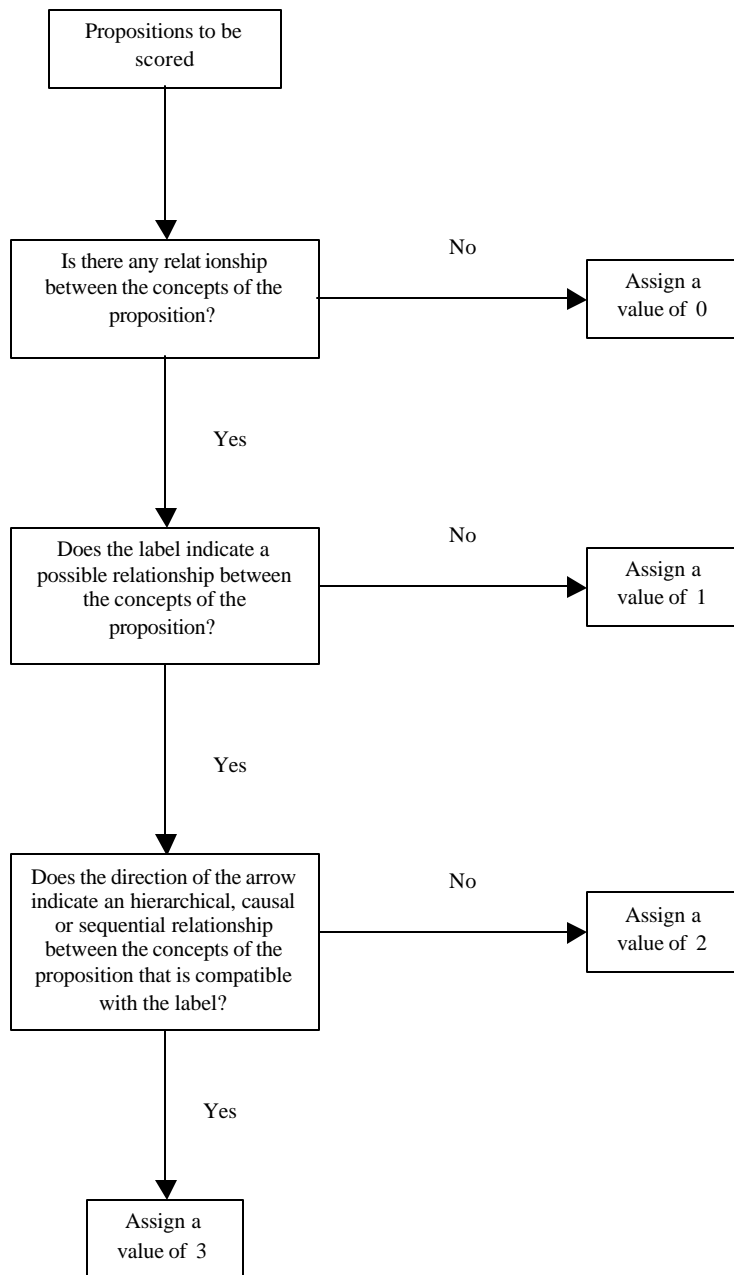 Propositions to be
scored
Is there any relat ionship
between the concepts of the
proposition?
No
Assign a
value of 0
Yes
Does the label indicate a
possible relationship between
the concepts of the
proposition?
No
Assign a
value of 1
Yes
Does the direction of the arrow
indicate an hierarchical, causal
or sequential relationship
between the concepts of the
proposition that is compatible
with the label?
No
Assign a
value of 2
Yes
Assign a
value of 3